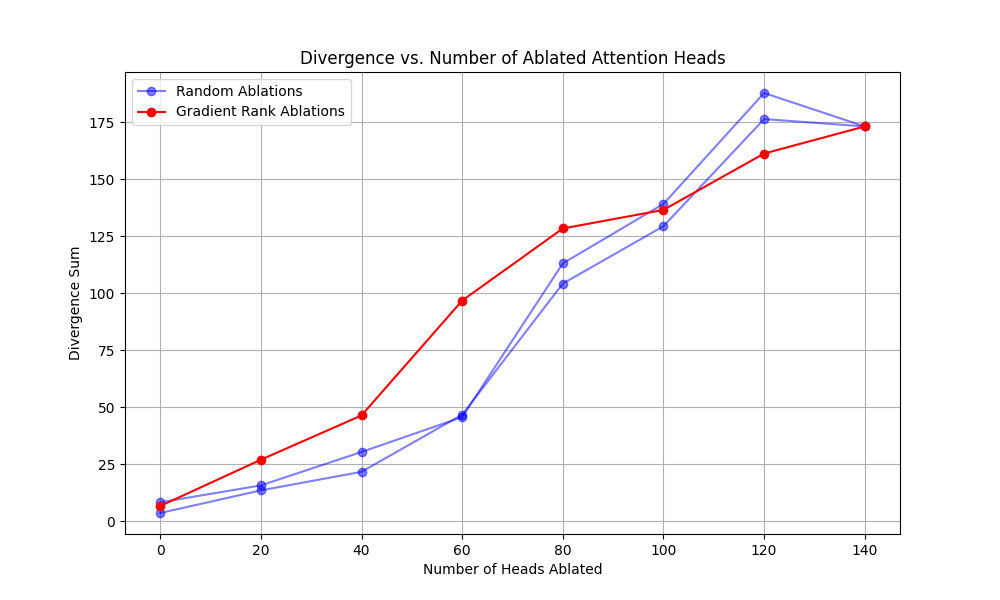 Divergence vs. Number of Ablated Attention Heads
Random Ablations
Gradient Rank Ablations
Divergence Sum
175
150
125
100
75
50
25
0
0 20 40 60 80 100 120 140
Number of Heads Ablated